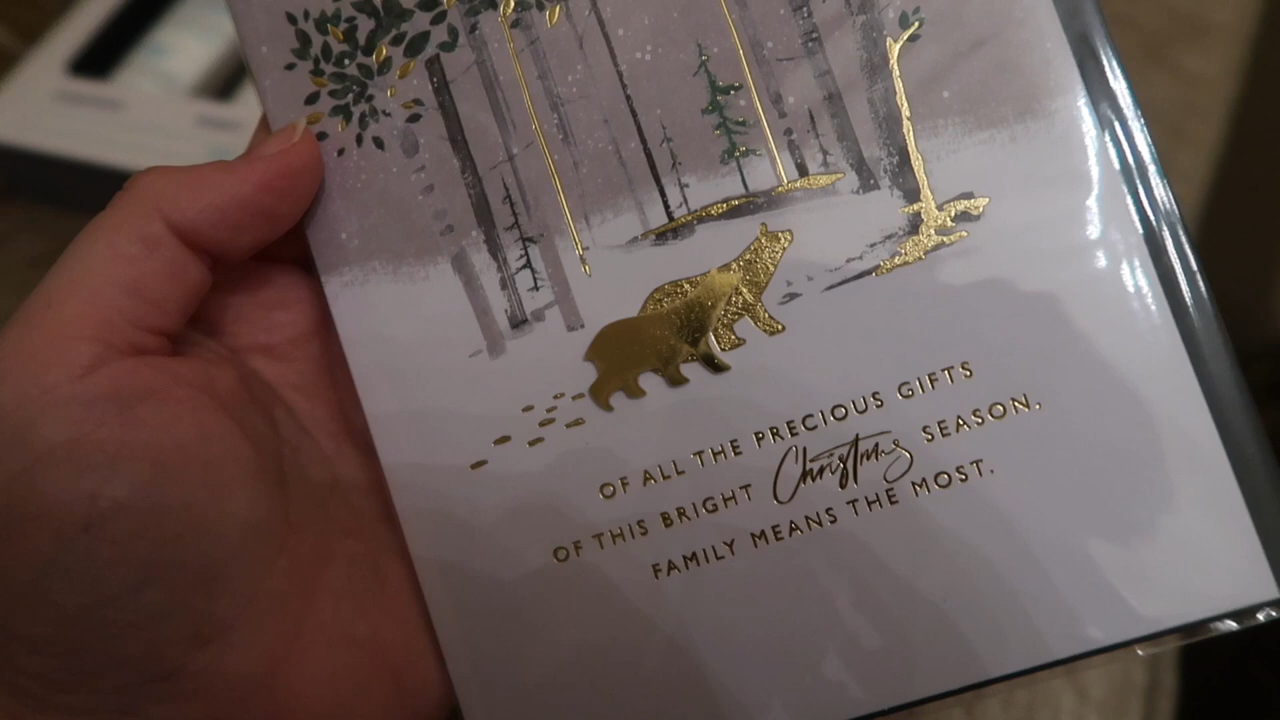 OF ALL THE PRECIOUS GIFTS
OF THIS BRIGHT Christmas SEASON,
FAMILY MEANS THE MOST.